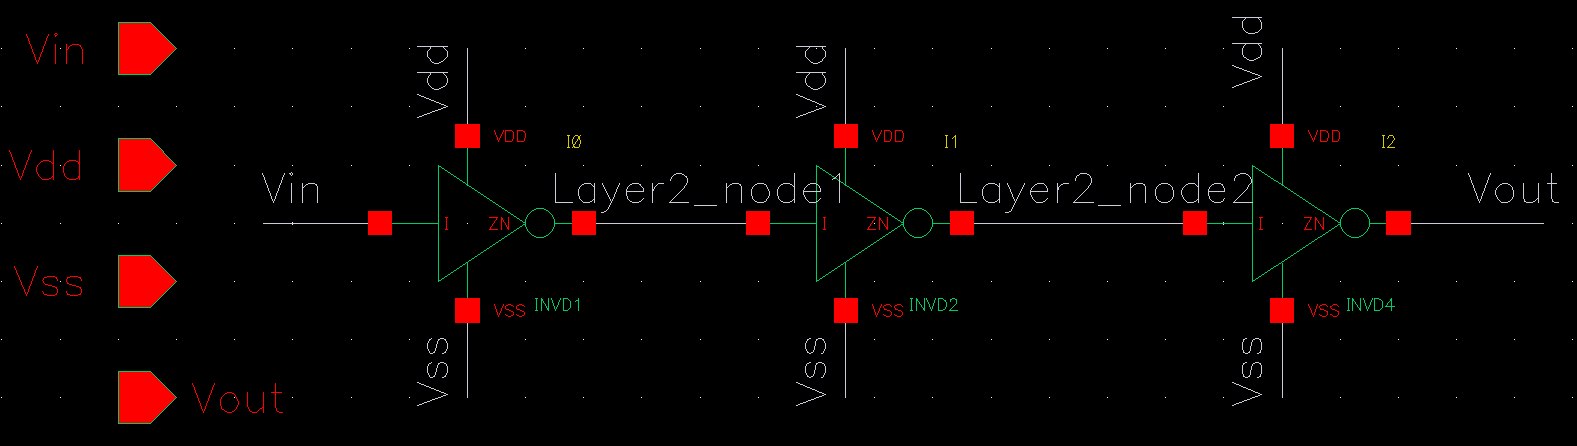 Vin
Vdd
Vss
Vout
Vdd
Vdd
Vdd
VDD
I0
VDD
I1
VDD
I2
Vin
Layer2_node1
Layer2_node2
Vout
I
ZN
I
ZN
I
ZN
VSS
INVD1
VSS
INVD2
VSS
INVD4
Vss
Vss
Vss